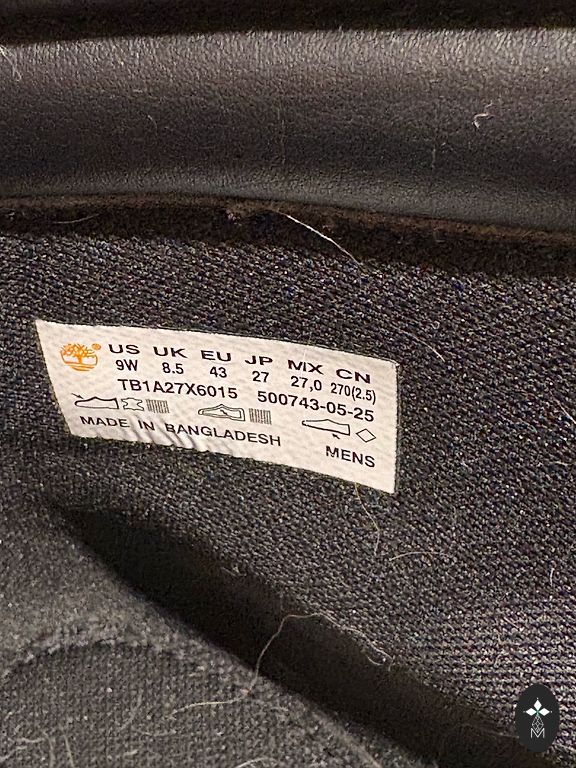 US UK EU JP MX CN
9W 8.5 43 27 27,0 270(2.5)
TB1A27X6015 500743-05-25
MADE IN BANGLADESH MENS
M